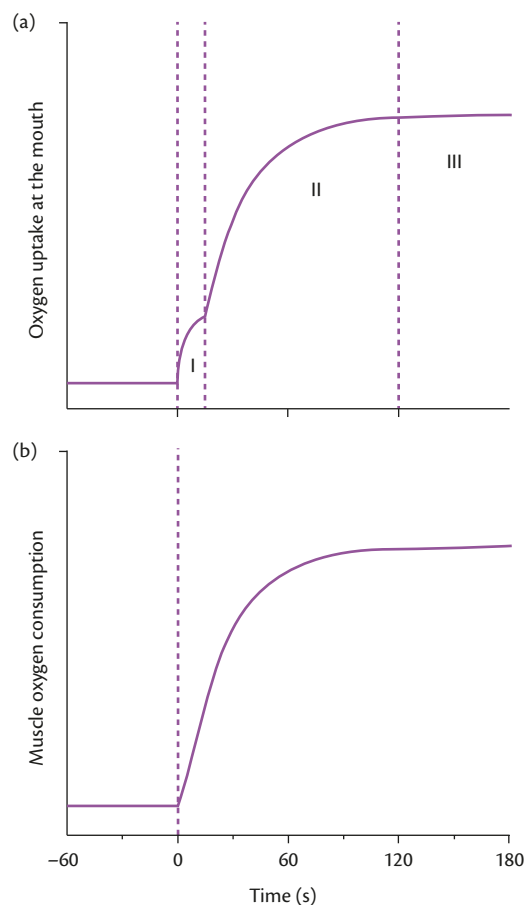 (a)
Oxygen uptake at the mouth
I
II
III
(b)
Muscle oxygen consumption
−60 0 60 120 180
Time (s)